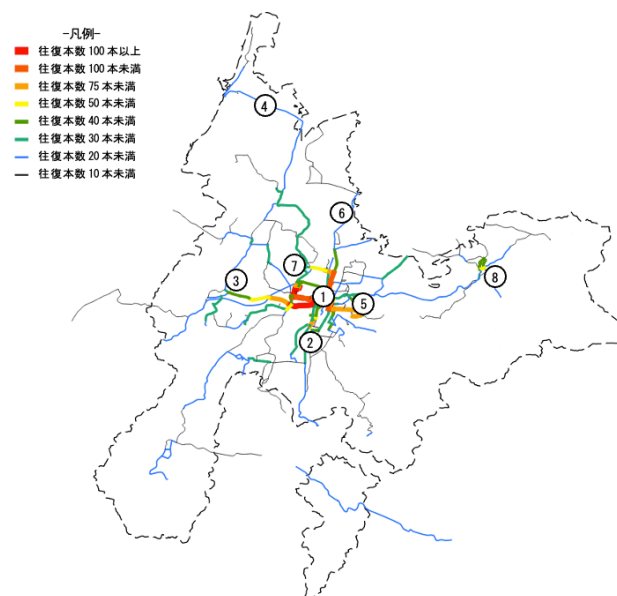 -凡例-
往復本数 100 本以上
往復本数 100 本未満
往復本数 75 本未満
往復本数 50 本未満
往復本数 40 本未満
往復本数 30 本未満
往復本数 20 本未満
往復本数 10 本未満
④
⑥
⑦
③
⑧
①
⑤
②